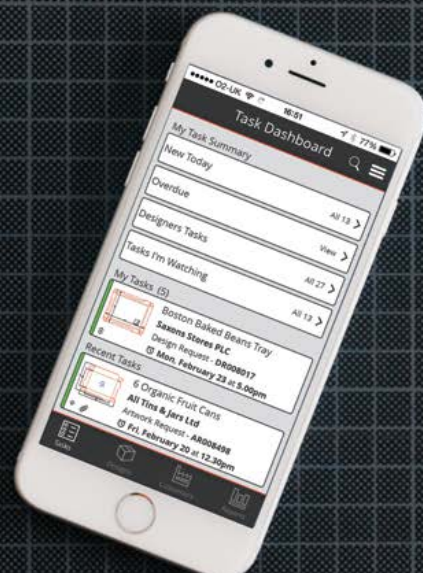 O2-UK 16:51 77%
Task Dashboard
My Task Summary
New Today All 13
Overdue View
Designers Tasks All 27
Tasks I'm Watching All 13
My Tasks (5)
Boston Baked Beans Tray
Saxons Stores PLC
Design Request - DR008017
Mon, February 23 at 5.00pm
Recent Tasks
6 Organic Fruit Cans
All Tins & Jars Ltd
Artwork Request - AR008498
Fri, February 20 at 12.30pm
Tasks Designs Customers Reports